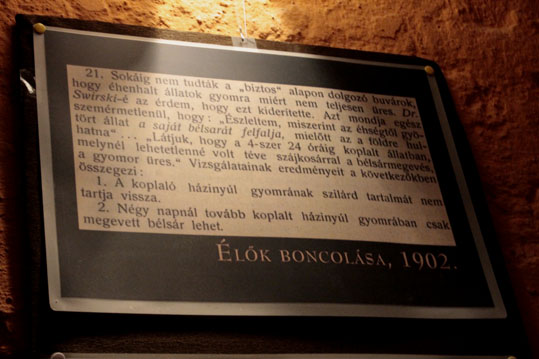 21. Sokáig nem tudták a „biztos" alapon dolgozó buvárok,
hogy éhenhalt állatok gyomra miért nem teljesen üres. Dr.
Swirski-é az érdem, hogy ezt kiderítette. Azt mondja egész
szemérmetlenül, hogy: „Észleltem, miszerint az éhségtől gyö-
tört állat a saját bélsarát felfalja, mielőtt az a földre hul-
hatna" ... „Látjuk, hogy a 4-szer 24 óráig koplalt állatban,
melynél lehetetlenné volt téve szájkosárral a bélsármegevés,
a gyomor üres." Vizsgálatainak eredményeit a következőkben
összegezi:
1. A koplaló házinyúl gyomrának szilárd tartalmát nem
tartja vissza.
2. Négy napnál tovább koplalt házinyúl gyomrában csak
megevett bélsár lehet.
ÉLŐK BONCOLÁSA, 1902.